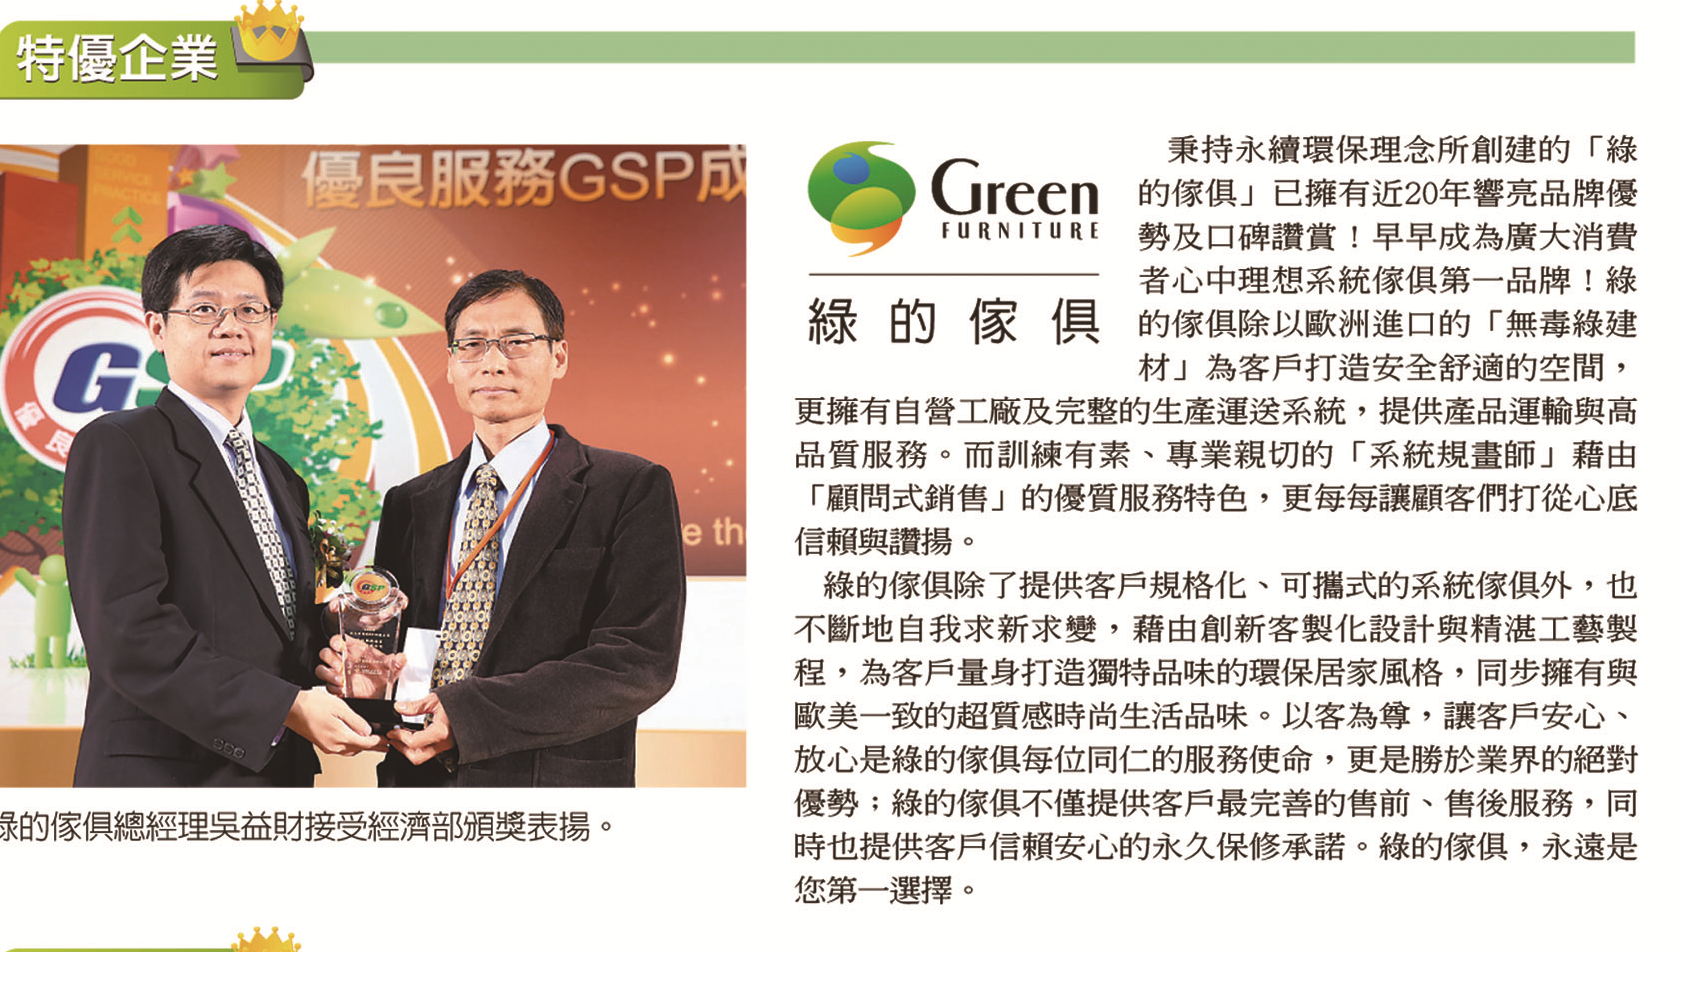 特優企業
GOOD
SERVICE
PRACTICE
優良服務GSP成
GSP
GSP
綠的傢俱總經理吳益財接受經濟部頒獎表揚。
Green
FURNITURE
綠的傢俱
秉持永續環保理念所創建的「綠
的傢俱」已擁有近20年響亮品牌優
勢及口碑讚賞！早早成為廣大消費
者心中理想系統傢俱第一品牌！綠
的傢俱除以歐洲進口的「無毒綠建
材」為客戶打造安全舒適的空間，
更擁有自營工廠及完整的生產運送系統，提供產品運輸與高
品質服務。而訓練有素、專業親切的「系統規畫師」藉由
「顧問式銷售」的優質服務特色，更每每讓顧客們打從心底
信賴與讚揚。
綠的傢俱除了提供客戶規格化、可攜式的系統傢俱外，也
不斷地自我求新求變，藉由創新客製化設計與精湛工藝製
程，為客戶量身打造獨特品味的環保居家風格，同步擁有與
歐美一致的超質感時尚生活品味。以客為尊，讓客戶安心、
放心是綠的傢俱每位同仁的服務使命，更是勝於業界的絕對
優勢；綠的傢俱不僅提供客戶最完善的售前、售後服務，同
時也提供客戶信賴安心的永久保修承諾。綠的傢俱，永遠是
您第一選擇。